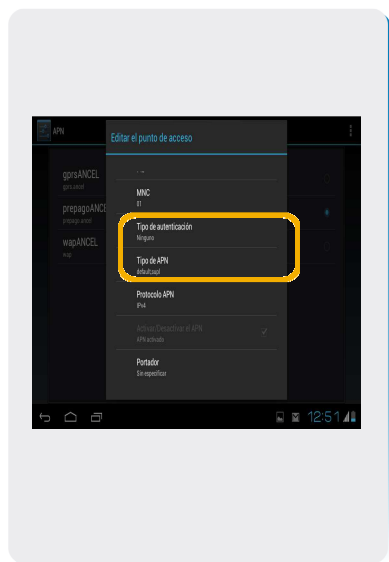 APN
Editar el punto de acceso
gprsANCEL
gprs.ancel
prepagoANCE
prepago.ancel
wapANCEL
wap
MNC
01
Tipo de autenticación
Ninguno
Tipo de APN
default,supl
Protocolo APN
IPv4
Activar/Desactivar el APN
APN activado
Portador
Sin especificar
12:51